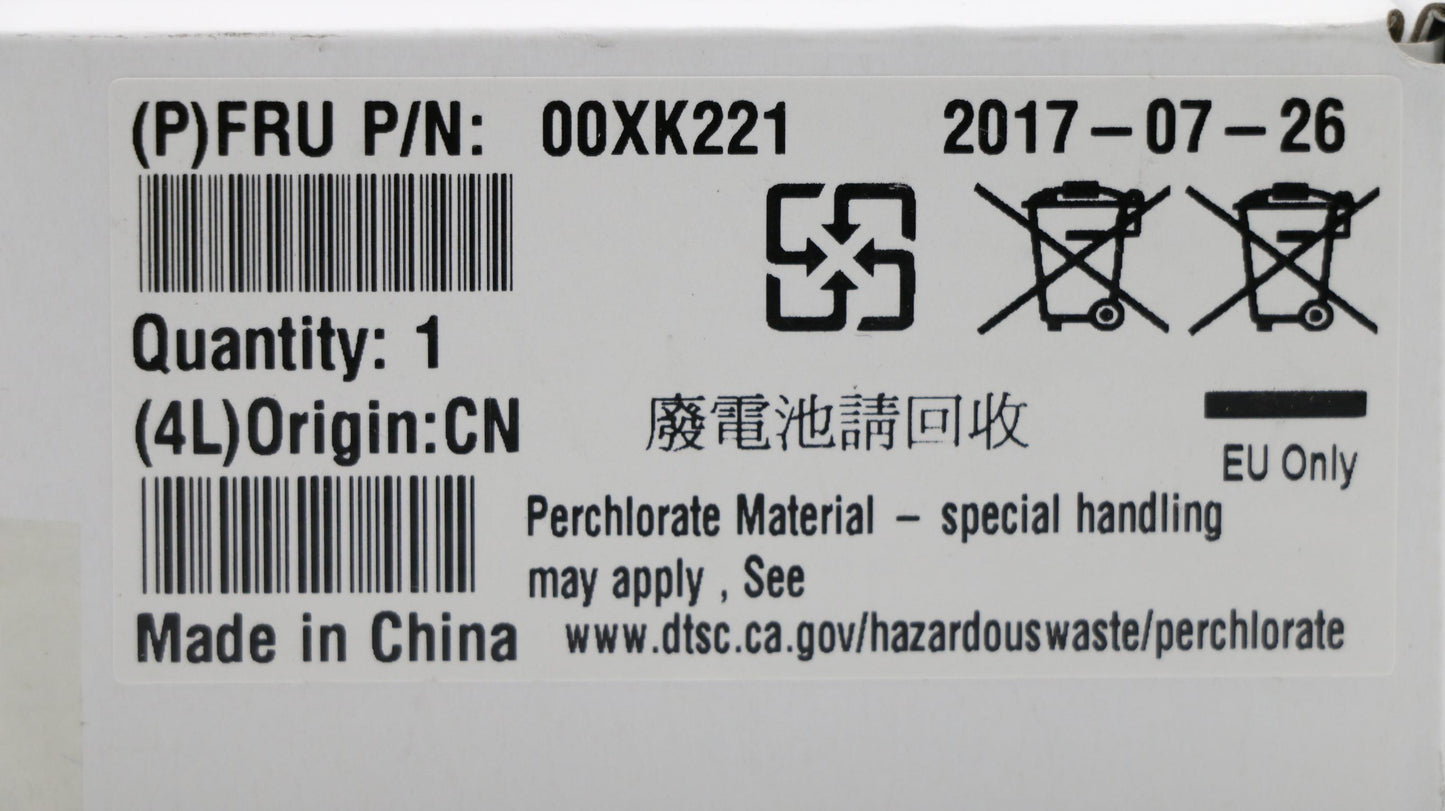 (P)FRU P/N: 00XK221 2017-07-26
Quantity: 1
(4L)Origin:CN
廢電池請回收
EU Only
Perchlorate Material - special handling
may apply , See
Made in China
www.dtsc.ca.gov/hazardouswaste/perchlorate